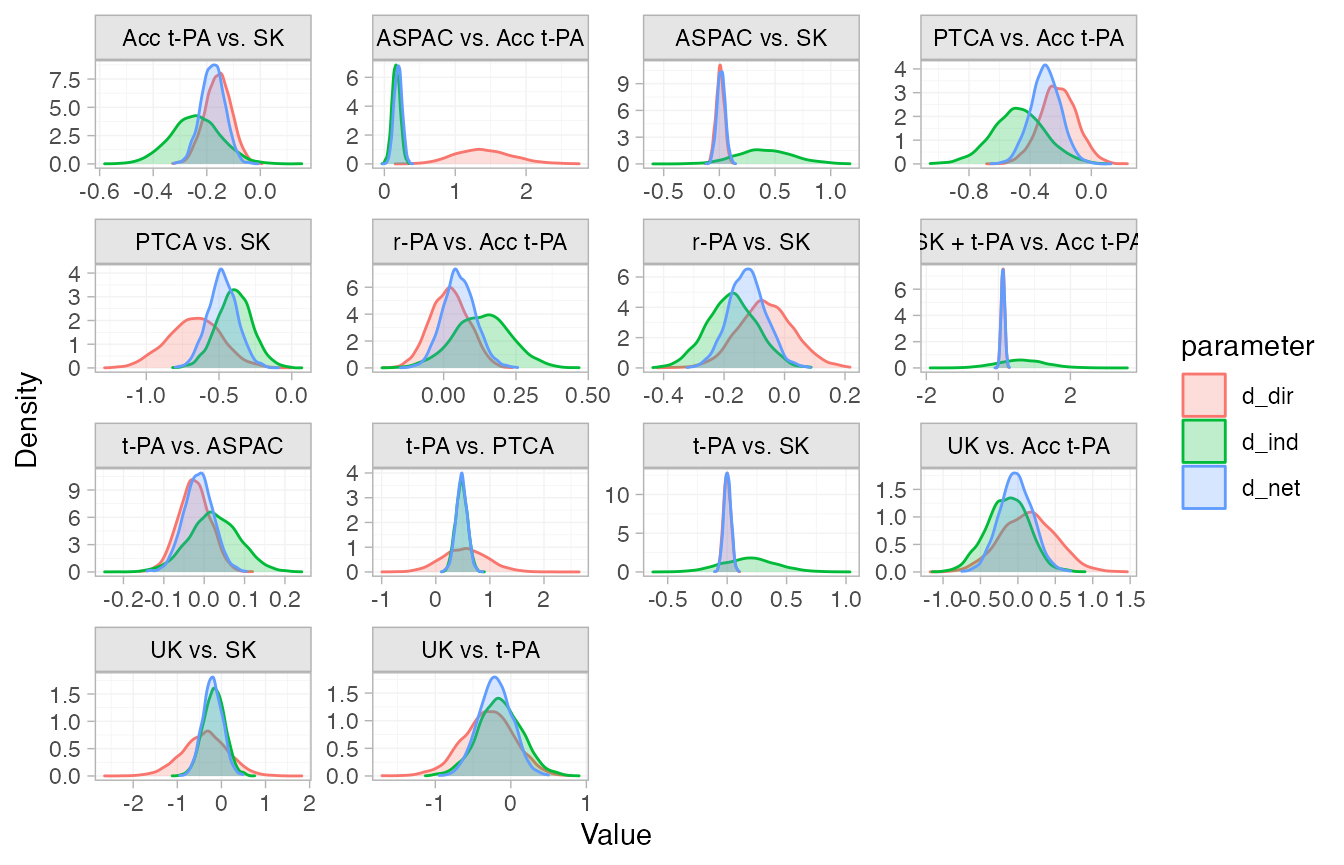 Acc t-PA vs. SK
ASPAC vs. Acc t-PA
ASPAC vs. SK
PTCA vs. Acc t-PA
7.5
5.0
2.5
0.0
-0.6 -0.4 -0.2 0.0
6
4
2
0
0 1 2
9
6
3
0
-0.5 0.0 0.5 1.0
4
3
2
1
0
-0.8 -0.4 0.0
PTCA vs. SK
r-PA vs. Acc t-PA
r-PA vs. SK
SK + t-PA vs. Acc t-PA
4
3
2
1
0
-1.0 -0.5 0.0
6
4
2
0
0.00 0.25 0.50
6
4
2
0
-0.4 -0.2 0.0 0.2
6
4
2
0
-2 0 2
t-PA vs. ASPAC
t-PA vs. PTCA
t-PA vs. SK
UK vs. Acc t-PA
9
6
3
0
-0.2 -0.1 0.0 0.1 0.2
4
3
2
1
0
-1 0 1 2
10
5
0
-0.5 0.0 0.5 1.0
1.5
1.0
0.5
0.0
-1.0 -0.5 0.0 0.5 1.0 1.5
UK vs. SK
UK vs. t-PA
1.5
1.0
0.5
0.0
-2 -1 0 1 2
1.5
1.0
0.5
0.0
-1 0 1
Density
Value
parameter
d_dir
d_ind
d_net